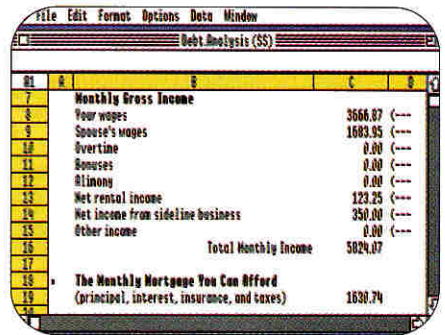 File Edit Format Options Data Window
Debt Analysis (SS)
A1 A B C D
7 Monthly Gross Income
8 Your wages 3666.87 (---
9 Spouse's wages 1683.95 (---
10 Overtime 0.00 (---
11 Bonuses 0.00 (---
12 Alimony 0.00 (---
13 Net rental income 123.25 (---
14 Net income from sideline business 350.00 (---
15 Other income 0.00 (---
16 Total Monthly Income 5824.07
17
18 The Monthly Mortgage You Can Afford
19 (principal, interest, insurance, and taxes) 1630.74